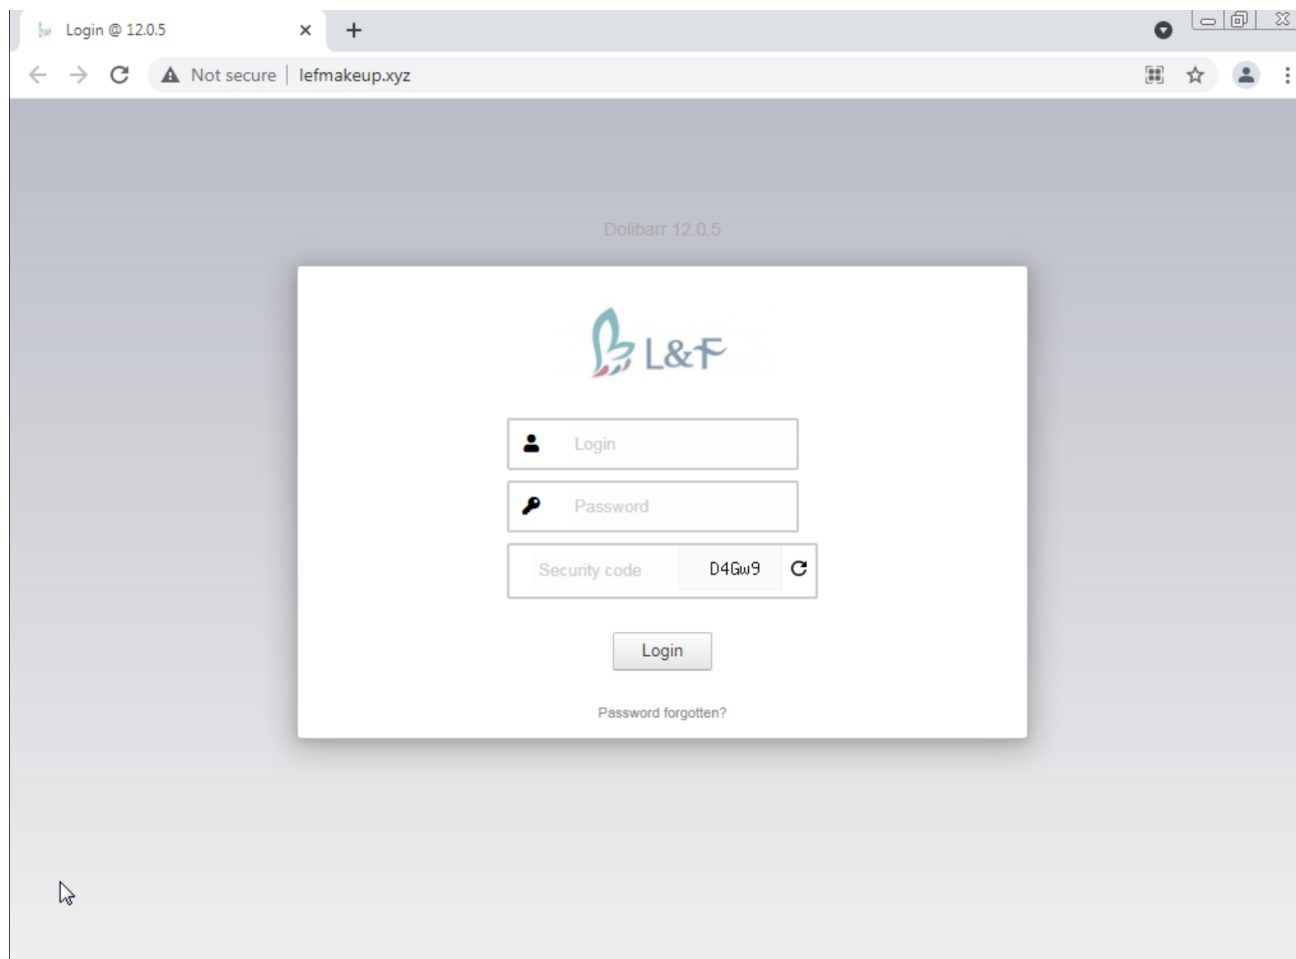 Login @ 12.0.5
Not secure lefmakeup.xyz
Dolibarr 12.0.5
L&F
Login
Password
Security code D4Gw9
Login
Password forgotten?